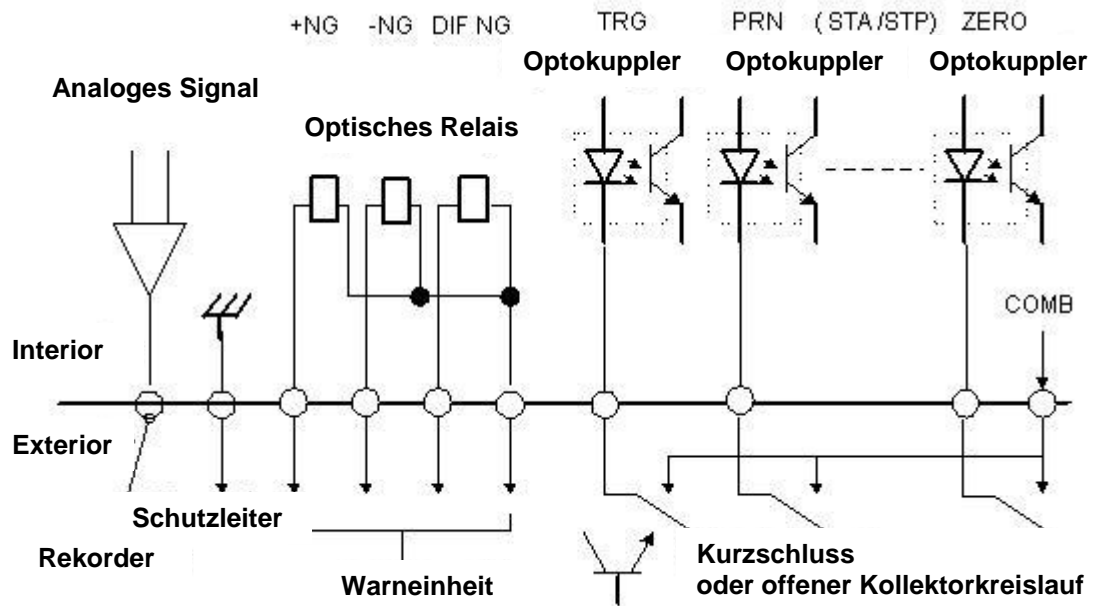 +NG -NG DIF NG TRG PRN ( STA /STP) ZERO
Optokuppler Optokuppler Optokuppler
Analoges Signal
Optisches Relais
COMB
Interior
Exterior
Schutzleiter
Rekorder
Warneinheit
Kurzschluss
oder offener Kollektorkreislauf